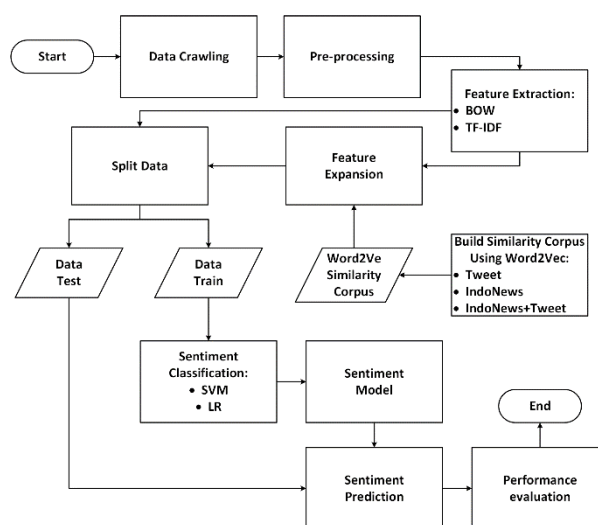 Start
Data Crawling
Pre-processing
Feature Extraction:
• BOW
• TF-IDF
Split Data
Feature
Expansion
Data
Test
Data
Train
Word2Ve
Similarity
Corpus
Build Similarity Corpus
Using Word2Vec:
• Tweet
• IndoNews
• IndoNews+Tweet
Sentiment
Classification:
• SVM
• LR
Sentiment
Model
End
Sentiment
Prediction
Performance
evaluation